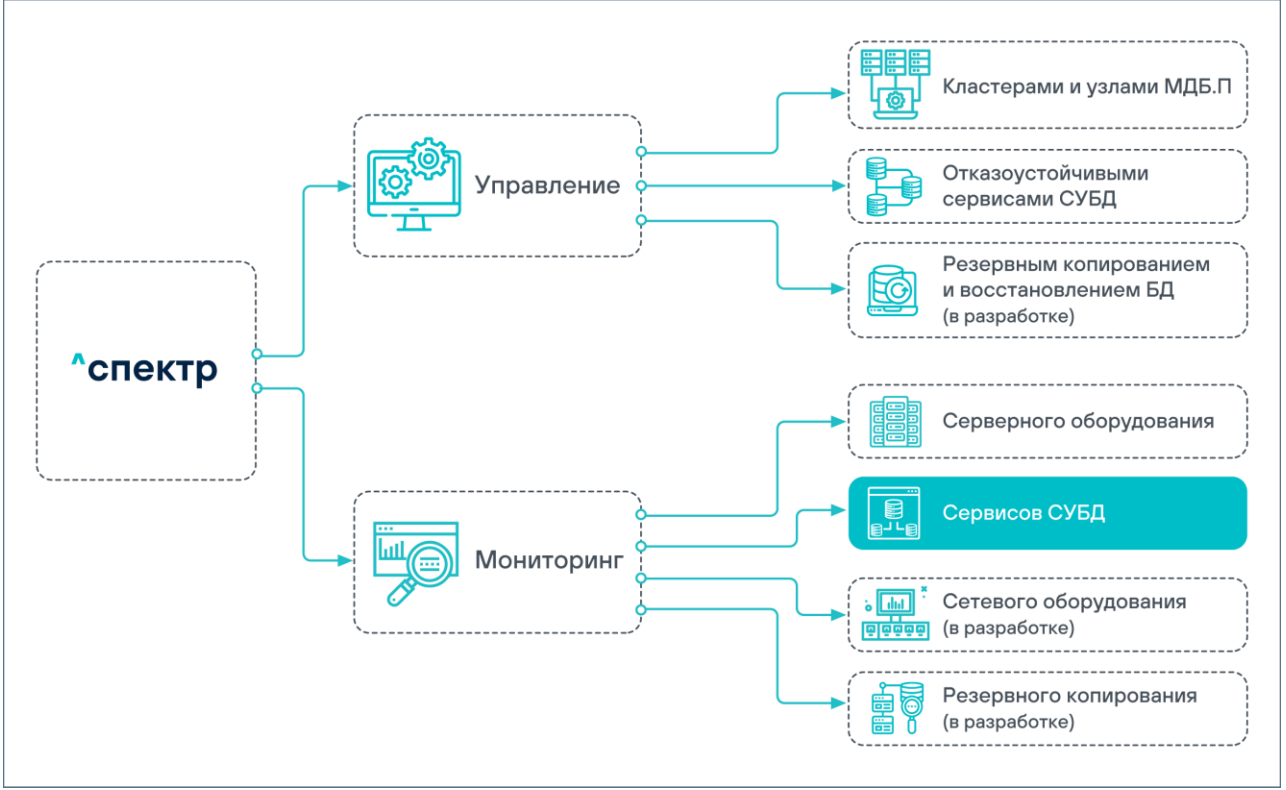 ^спектр
Управление
Кластерами и узлами МДБ.П
Отказоустойчивыми
сервисами СУБД
Резервным копированием
и восстановлением БД
(в разработке)
Мониторинг
Серверного оборудования
Сервисов СУБД
Сетевого оборудования
(в разработке)
Резервного копирования
(в разработке)